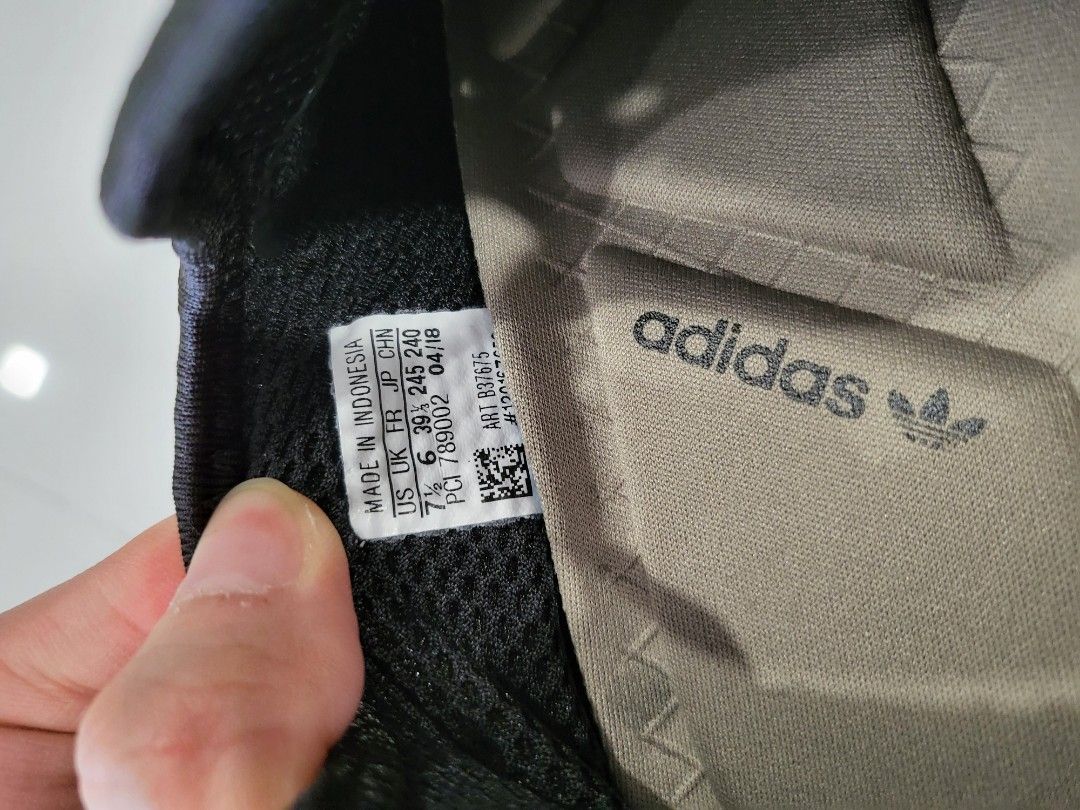 MADE IN INDONESIA
US UK FR JP CHN
7½ 6 39⅓ 245 240
PCI 789002 04/18
ART B37675
adidas